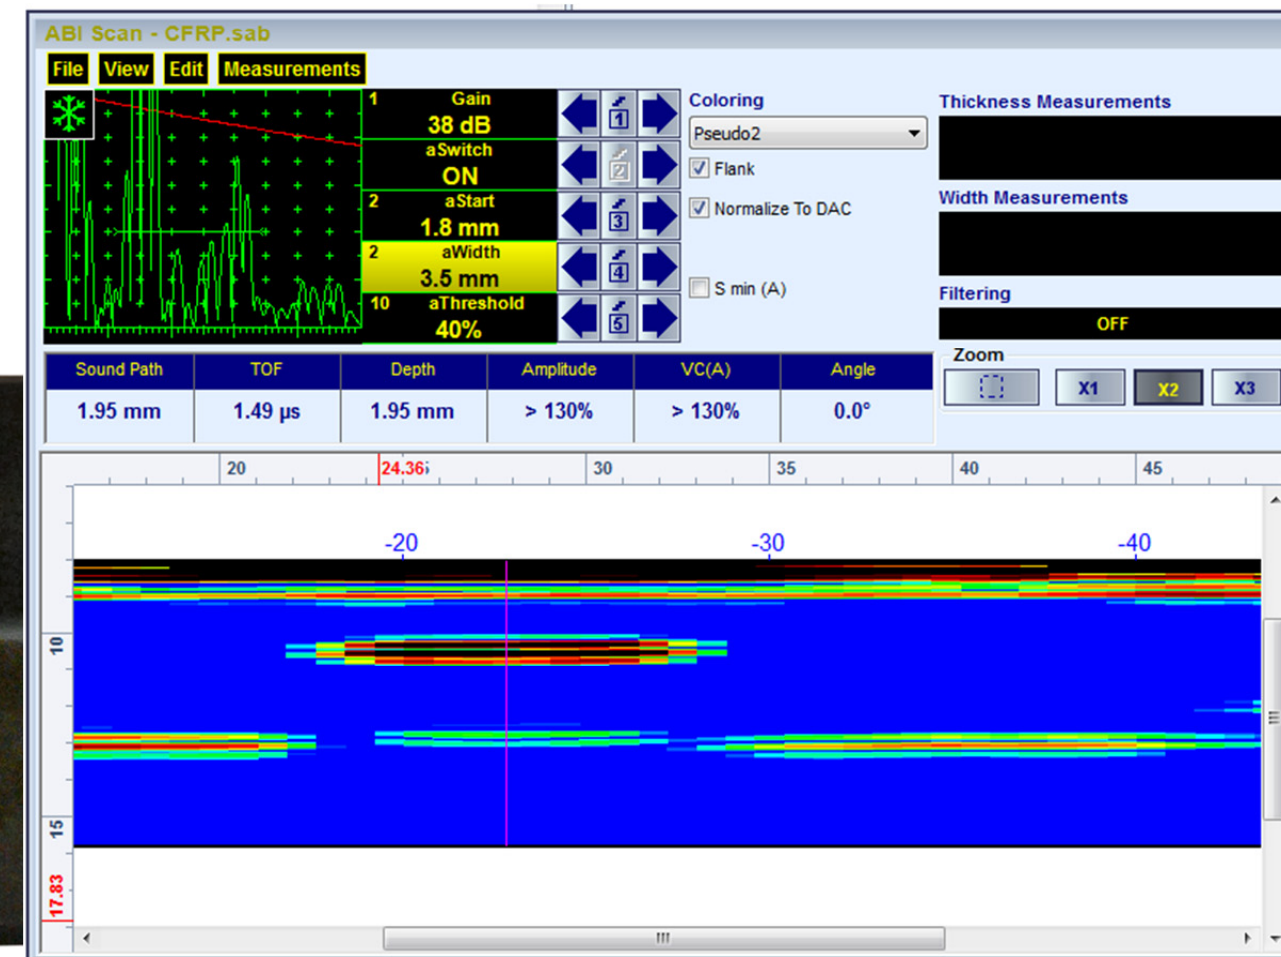 ABI Scan - CFRP.sab
File View Edit Measurements
1 Gain
38 dB
1
aSwitch
ON
2
2 aStart
1.8 mm
3
2 aWidth
3.5 mm
4
10 aThreshold
40%
5
Coloring
Pseudo2
Flank
Normalize To DAC
S min (A)
Thickness Measurements
Width Measurements
Filtering
OFF
Zoom
X1 X2 X3
Sound Path TOF Depth Amplitude VC(A) Angle
1.95 mm 1.49 µs 1.95 mm > 130% > 130% 0.0°
20 24.36 30 35 40 45
-20 -30 -40
10
15
17.83